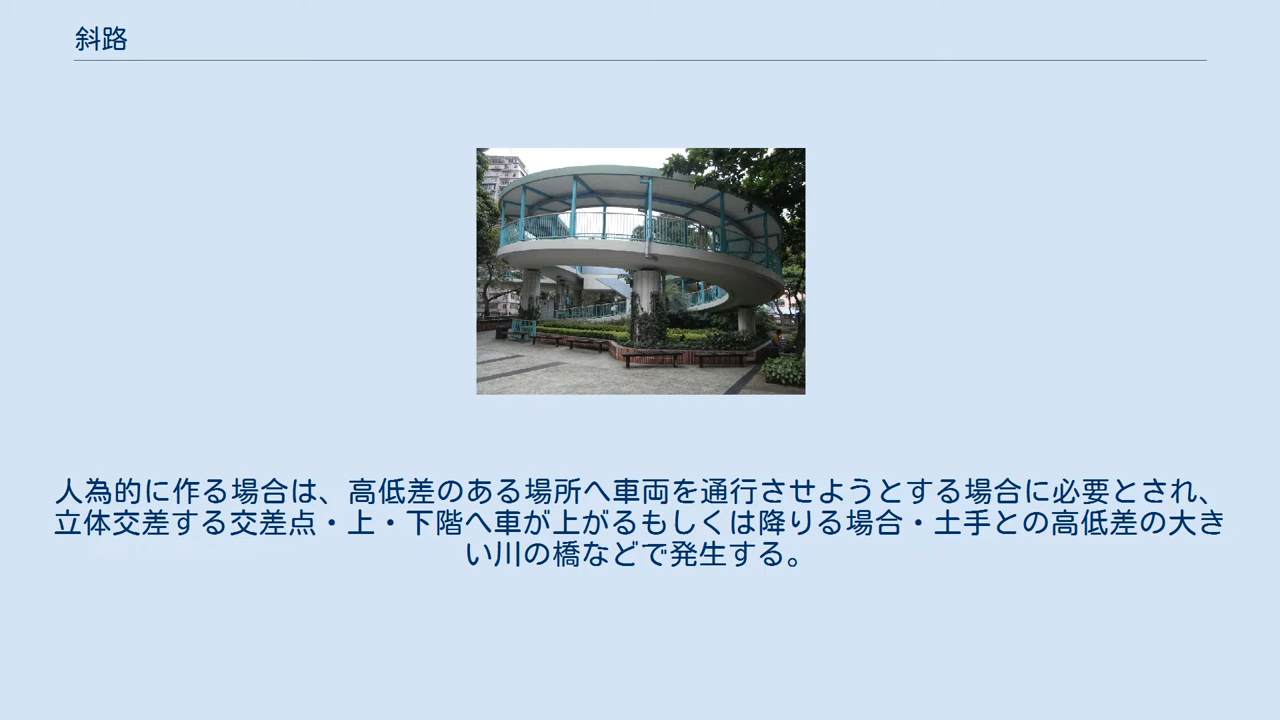 斜路
人為的に作る場合は、高低差のある場所へ車両を通行させようとする場合に必要とされ、
立体交差する交差点・上・下階へ車が上がるもしくは降りる場合・土手との高低差の大き
い川の橋などで発生する。